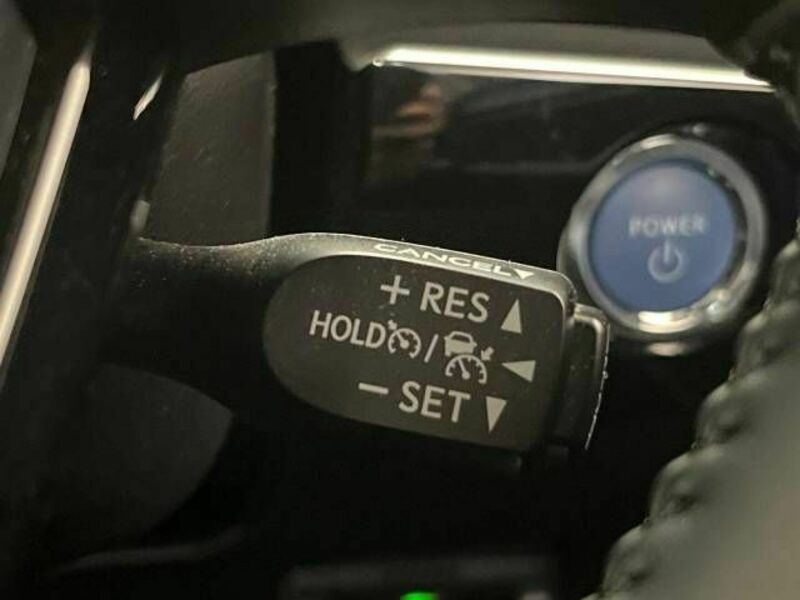 POWER
CANCEL▼
+ RES ▲
HOLD / ◀
− SET ▼